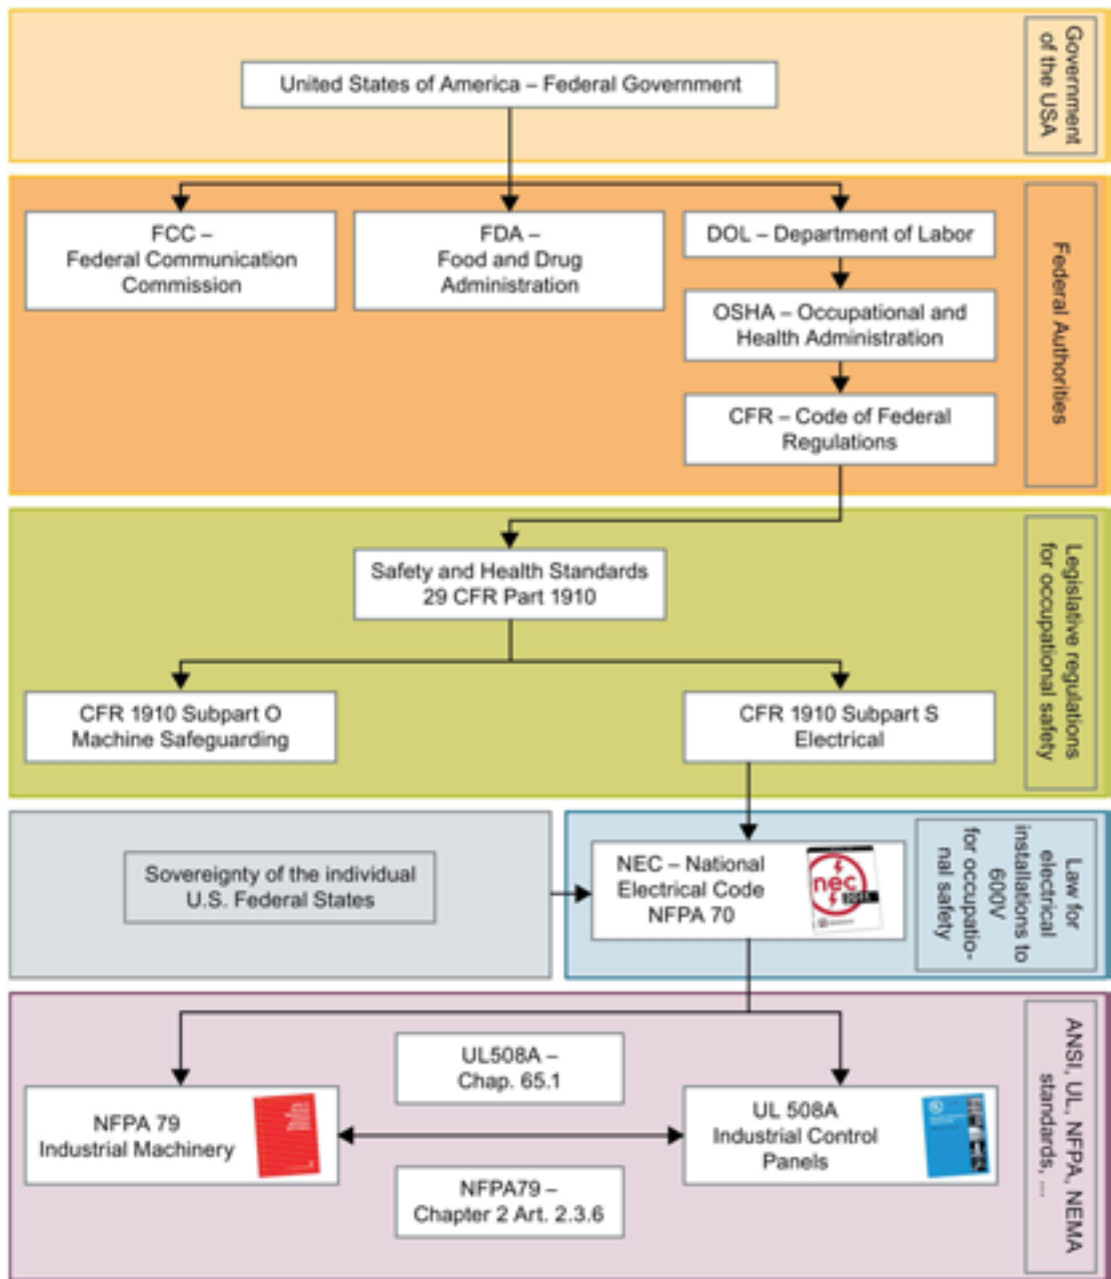 Government
of the USA
United States of America – Federal Government
Federal Authorities
FCC –
Federal Communication
Commission
FDA –
Food and Drug
Administration
DOL – Department of Labor
OSHA – Occupational and
Health Administration
CFR – Code of Federal
Regulations
Legislative regulations
for occupational safety
Safety and Health Standards
29 CFR Part 1910
CFR 1910 Subpart O
Machine Safeguarding
CFR 1910 Subpart S
Electrical
Sovereignty of the individual
U.S. Federal States
NEC – National
Electrical Code
NFPA 70
nec
Law for
electrical
installations to
600V
for occupatio-
nal safety
ANSI, UL, NFPA, NEMA
standards, ...
UL508A –
Chap. 65.1
NFPA 79
Industrial Machinery
UL 508A
Industrial Control
Panels
NFPA79 –
Chapter 2 Art. 2.3.6